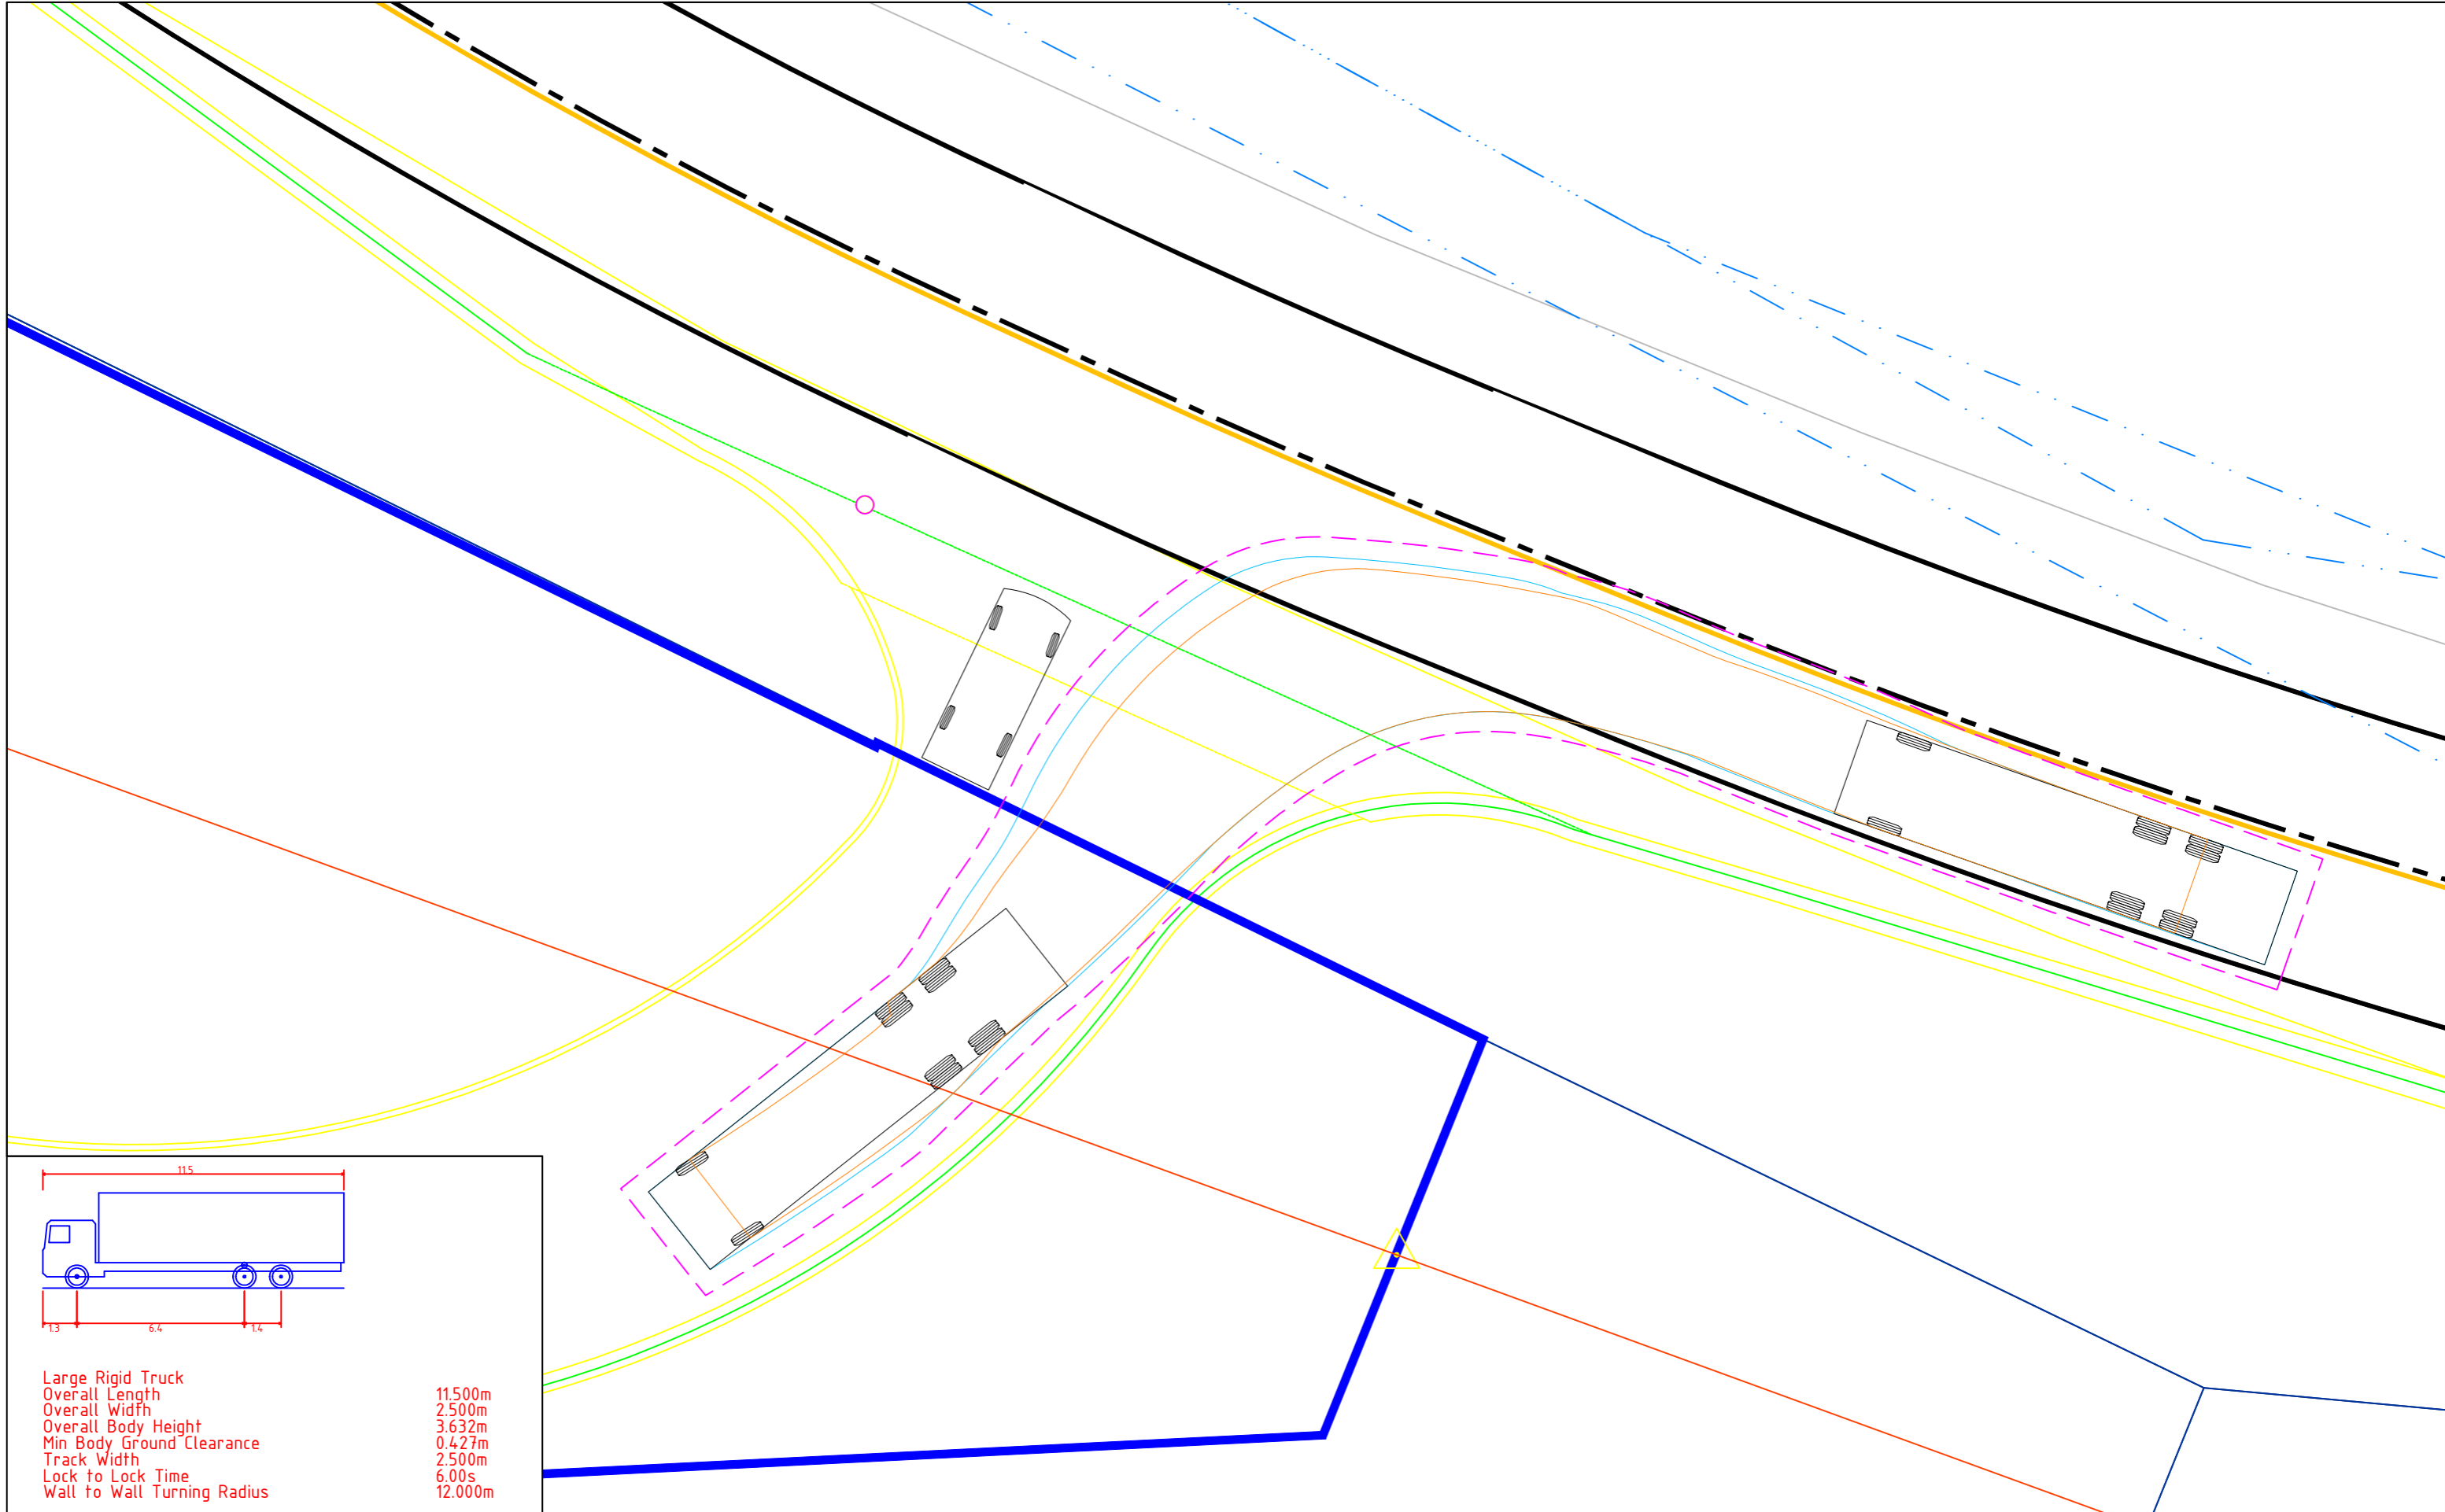 11.5
1.3 6.4 1.4
Large Rigid Truck
Overall Length 11.500m
Overall Width 2.500m
Overall Body Height 3.632m
Min Body Ground Clearance 0.427m
Track Width 2.500m
Lock to Lock Time 6.00s
Wall to Wall Turning Radius 12.000m